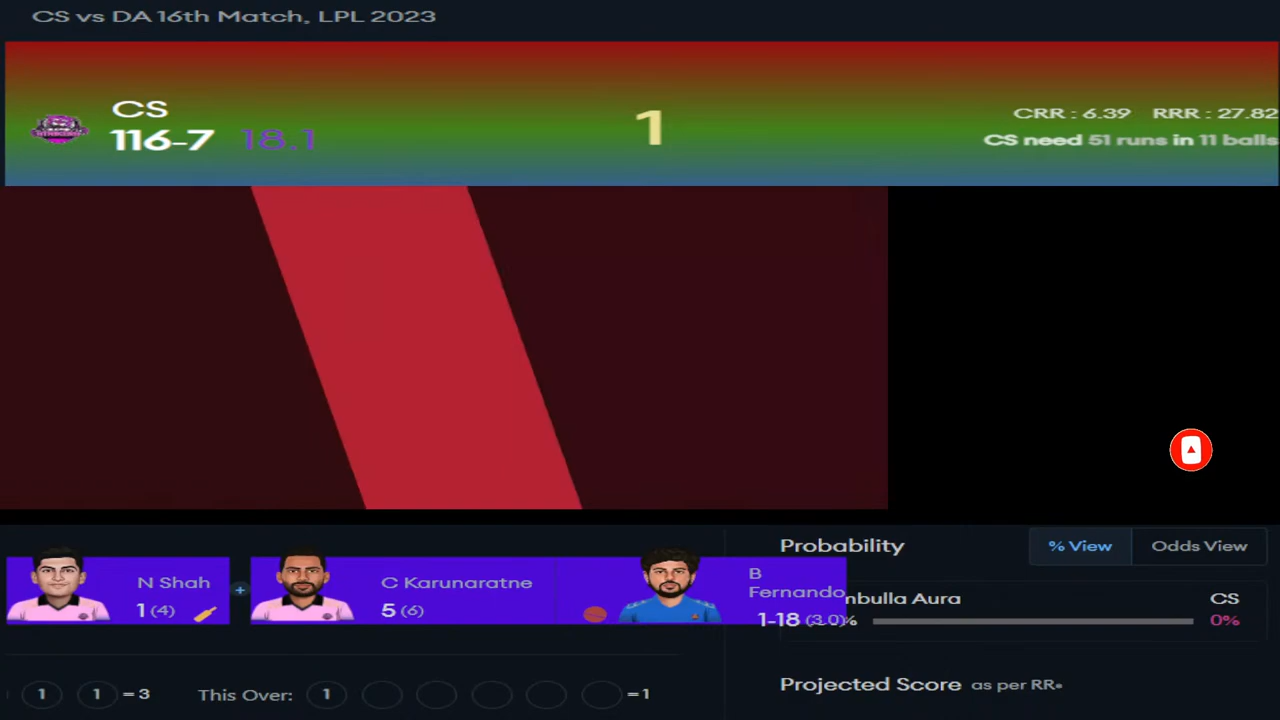 CS vs DA 16th Match, LPL 2023
CS
116-7 18.1
1
CRR : 6.39 RRR : 27.82
CS need 51 runs in 11 balls
N Shah
1 (4)
C Karunaratne
5 (6)
B
Fernando
1-18 (3.0)
Probability
% View
Odds View
nbulla Aura
CS
%
0%
1 1 = 3
This Over: 1 = 1
Projected Score as per RR